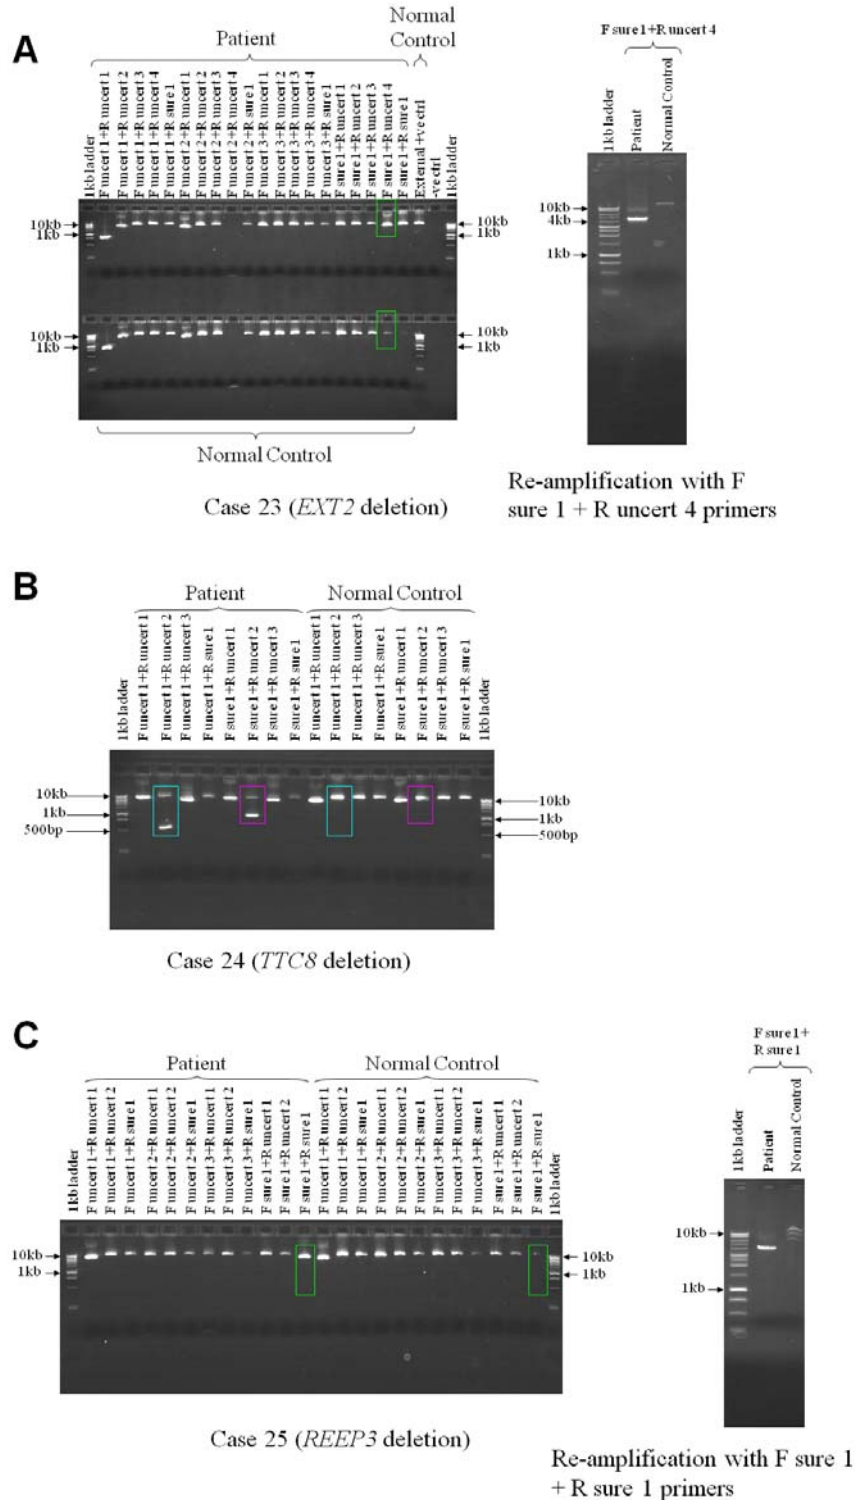 A
Patient
Normal
Control
1kb ladder
F uncert 1+R uncert 1
F uncert 1+R uncert 2
F uncert 1+R uncert 3
F uncert 1+R uncert 4
F uncert 1+R sure 1
F uncert 2+R uncert 1
F uncert 2+R uncert 2
F uncert 2+R uncert 3
F uncert 2+R uncert 4
F uncert 2+R sure 1
F uncert 3+R uncert 1
F uncert 3+R uncert 2
F uncert 3+R uncert 3
F uncert 3+R uncert 4
F uncert 3+R sure 1
F sure 1+R uncert 1
F sure 1+R uncert 2
F sure 1+R uncert 3
F sure 1+R uncert 4
F sure 1+R sure 1
External +ve ctrl
-ve ctrl
1kb ladder
10kb
1kb
10kb
1kb
10kb
1kb
10kb
1kb
Normal Control
Case 23 (EXT2 deletion)
F sure 1+R uncert 4
1kb ladder
Patient
Normal Control
10kb
4kb
1kb
Re-amplification with F
sure 1 + R uncert 4 primers
B
Patient
Normal Control
1kb ladder
F uncert 1+R uncert 1
F uncert 1+R uncert 2
F uncert 1+R uncert 3
F uncert 1+R sure 1
F sure 1+R uncert 1
F sure 1+R uncert 2
F sure 1+R uncert 3
F sure 1+R sure 1
F uncert 1+R uncert 1
F uncert 1+R uncert 2
F uncert 1+R uncert 3
F uncert 1+R sure 1
F sure 1+R uncert 1
F sure 1+R uncert 2
F sure 1+R uncert 3
F sure 1+R sure 1
1kb ladder
10kb
1kb
500bp
10kb
1kb
500bp
Case 24 (TTC8 deletion)
C
Patient
Normal Control
1kb ladder
F uncert 1+R uncert 1
F uncert 1+R uncert 2
F uncert 1+R sure 1
F uncert 2+R uncert 2
F uncert 2+R uncert 2
F uncert 2+R sure 1
F uncert 3+R uncert 1
F uncert 3+R uncert 2
F uncert 3+R sure 1
F sure 1+R uncert 1
F sure 1+R uncert 2
F sure 1+R sure 1
F uncert 1+R uncert 1
F uncert 1+R uncert 2
F uncert 1+R sure 1
F uncert 2+R uncert 1
F uncert 2+R uncert 2
F uncert 2+R sure 1
F uncert 3+R uncert 1
F uncert 3+R uncert 2
F uncert 3+R sure 1
F sure 1+R uncert 1
F sure 1+R uncert 2
F sure 1+R sure 1
1kb ladder
10kb
1kb
10kb
1kb
Case 25 (REEP3 deletion)
F sure 1+
R sure 1
1kb ladder
Patient
Normal Control
10kb
1kb
Re-amplification with F sure 1
+ R sure 1 primers